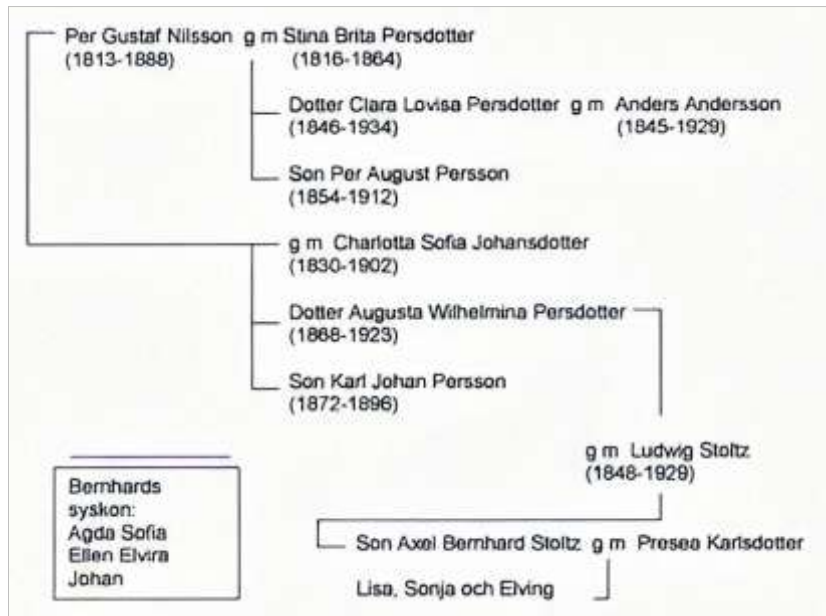 Per Gustaf Nilsson g m Stina Brita Persdotter
(1813-1888) (1816-1864)
Dotter Clara Lovisa Persdotter g m Anders Andersson
(1846-1934) (1845-1929)
Son Per August Persson
(1854-1912)
g m Charlotta Sofia Johansdotter
(1830-1902)
Dotter Augusta Wilhelmina Persdotter
(1868-1923)
Son Karl Johan Persson
(1872-1896)
g m Ludwig Stoltz
(1848-1929)
Bernhards
syskon:
Agda Sofia
Ellen Elvira
Johan
Son Axel Bernhard Stoltz g m Presea Karlsdotter
Lisa, Sonja och Elving